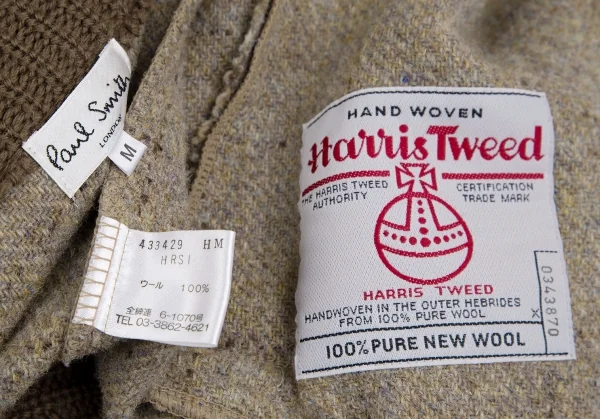 Paul Smith
LONDON
M
433429 HM
HRSI
ウール 100%
全鐘連 6-1070号
TEL 03-3862-4621
HAND WOVEN
Harris Tweed
THE HARRIS TWEED
AUTHORITY
CERTIFICATION
TRADE MARK
HARRIS TWEED
HANDWOVEN IN THE OUTER HEBRIDES
FROM 100% PURE WOOL
100% PURE NEW WOOL
0343870
X